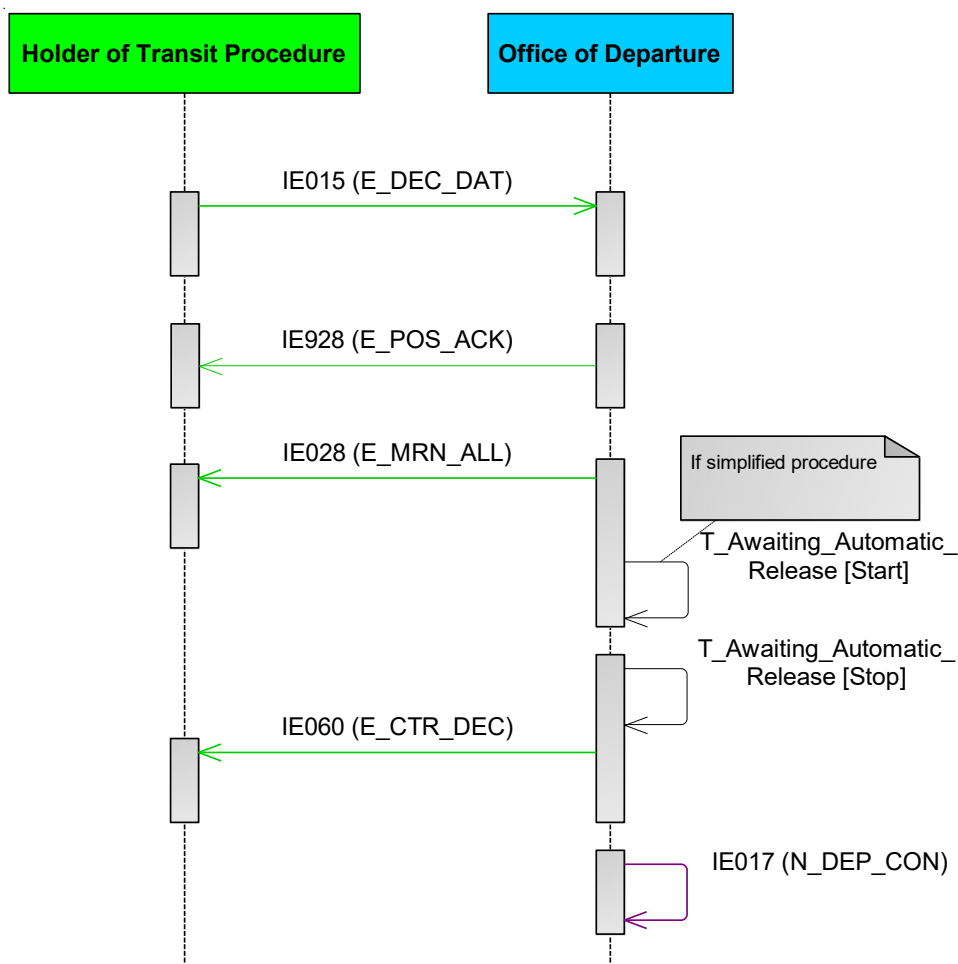 Holder of Transit Procedure
Office of Departure
IE015 (E_DEC_DAT)
IE928 (E_POS_ACK)
IE028 (E_MRN_ALL)
If simplified procedure
T_Awaiting_Automatic_
Release [Start]
T_Awaiting_Automatic_
Release [Stop]
IE060 (E_CTR_DEC)
IE017 (N_DEP_CON)